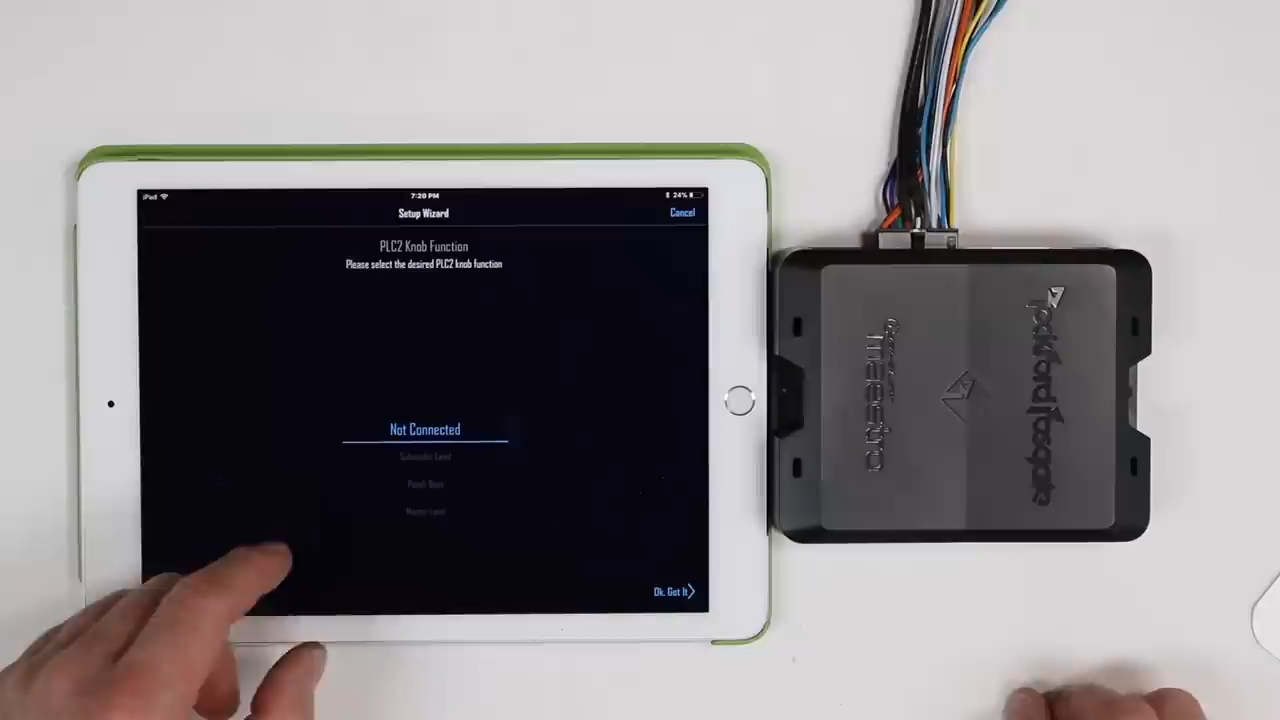 iPad
7:20 PM
24%
Setup Wizard
Cancel
PLC2 Knob Function
Please select the desired PLC2 knob function
Not Connected
Subwoofer Level
Punch Bass
Master Level
Ok, Got It
maestro
Rockford Fosgate